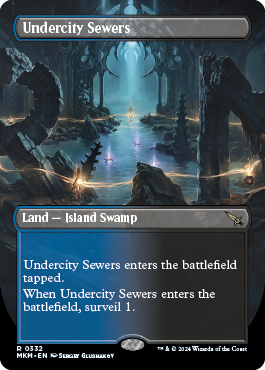 Undercity Sewers
Land — Island Swamp
Undercity Sewers enters the battlefield
tapped.
When Undercity Sewers enters the
battlefield, surveil 1.
R 0332
MKM • EN Sergey Glushakov
™ & © 2024 Wizards of the Coast